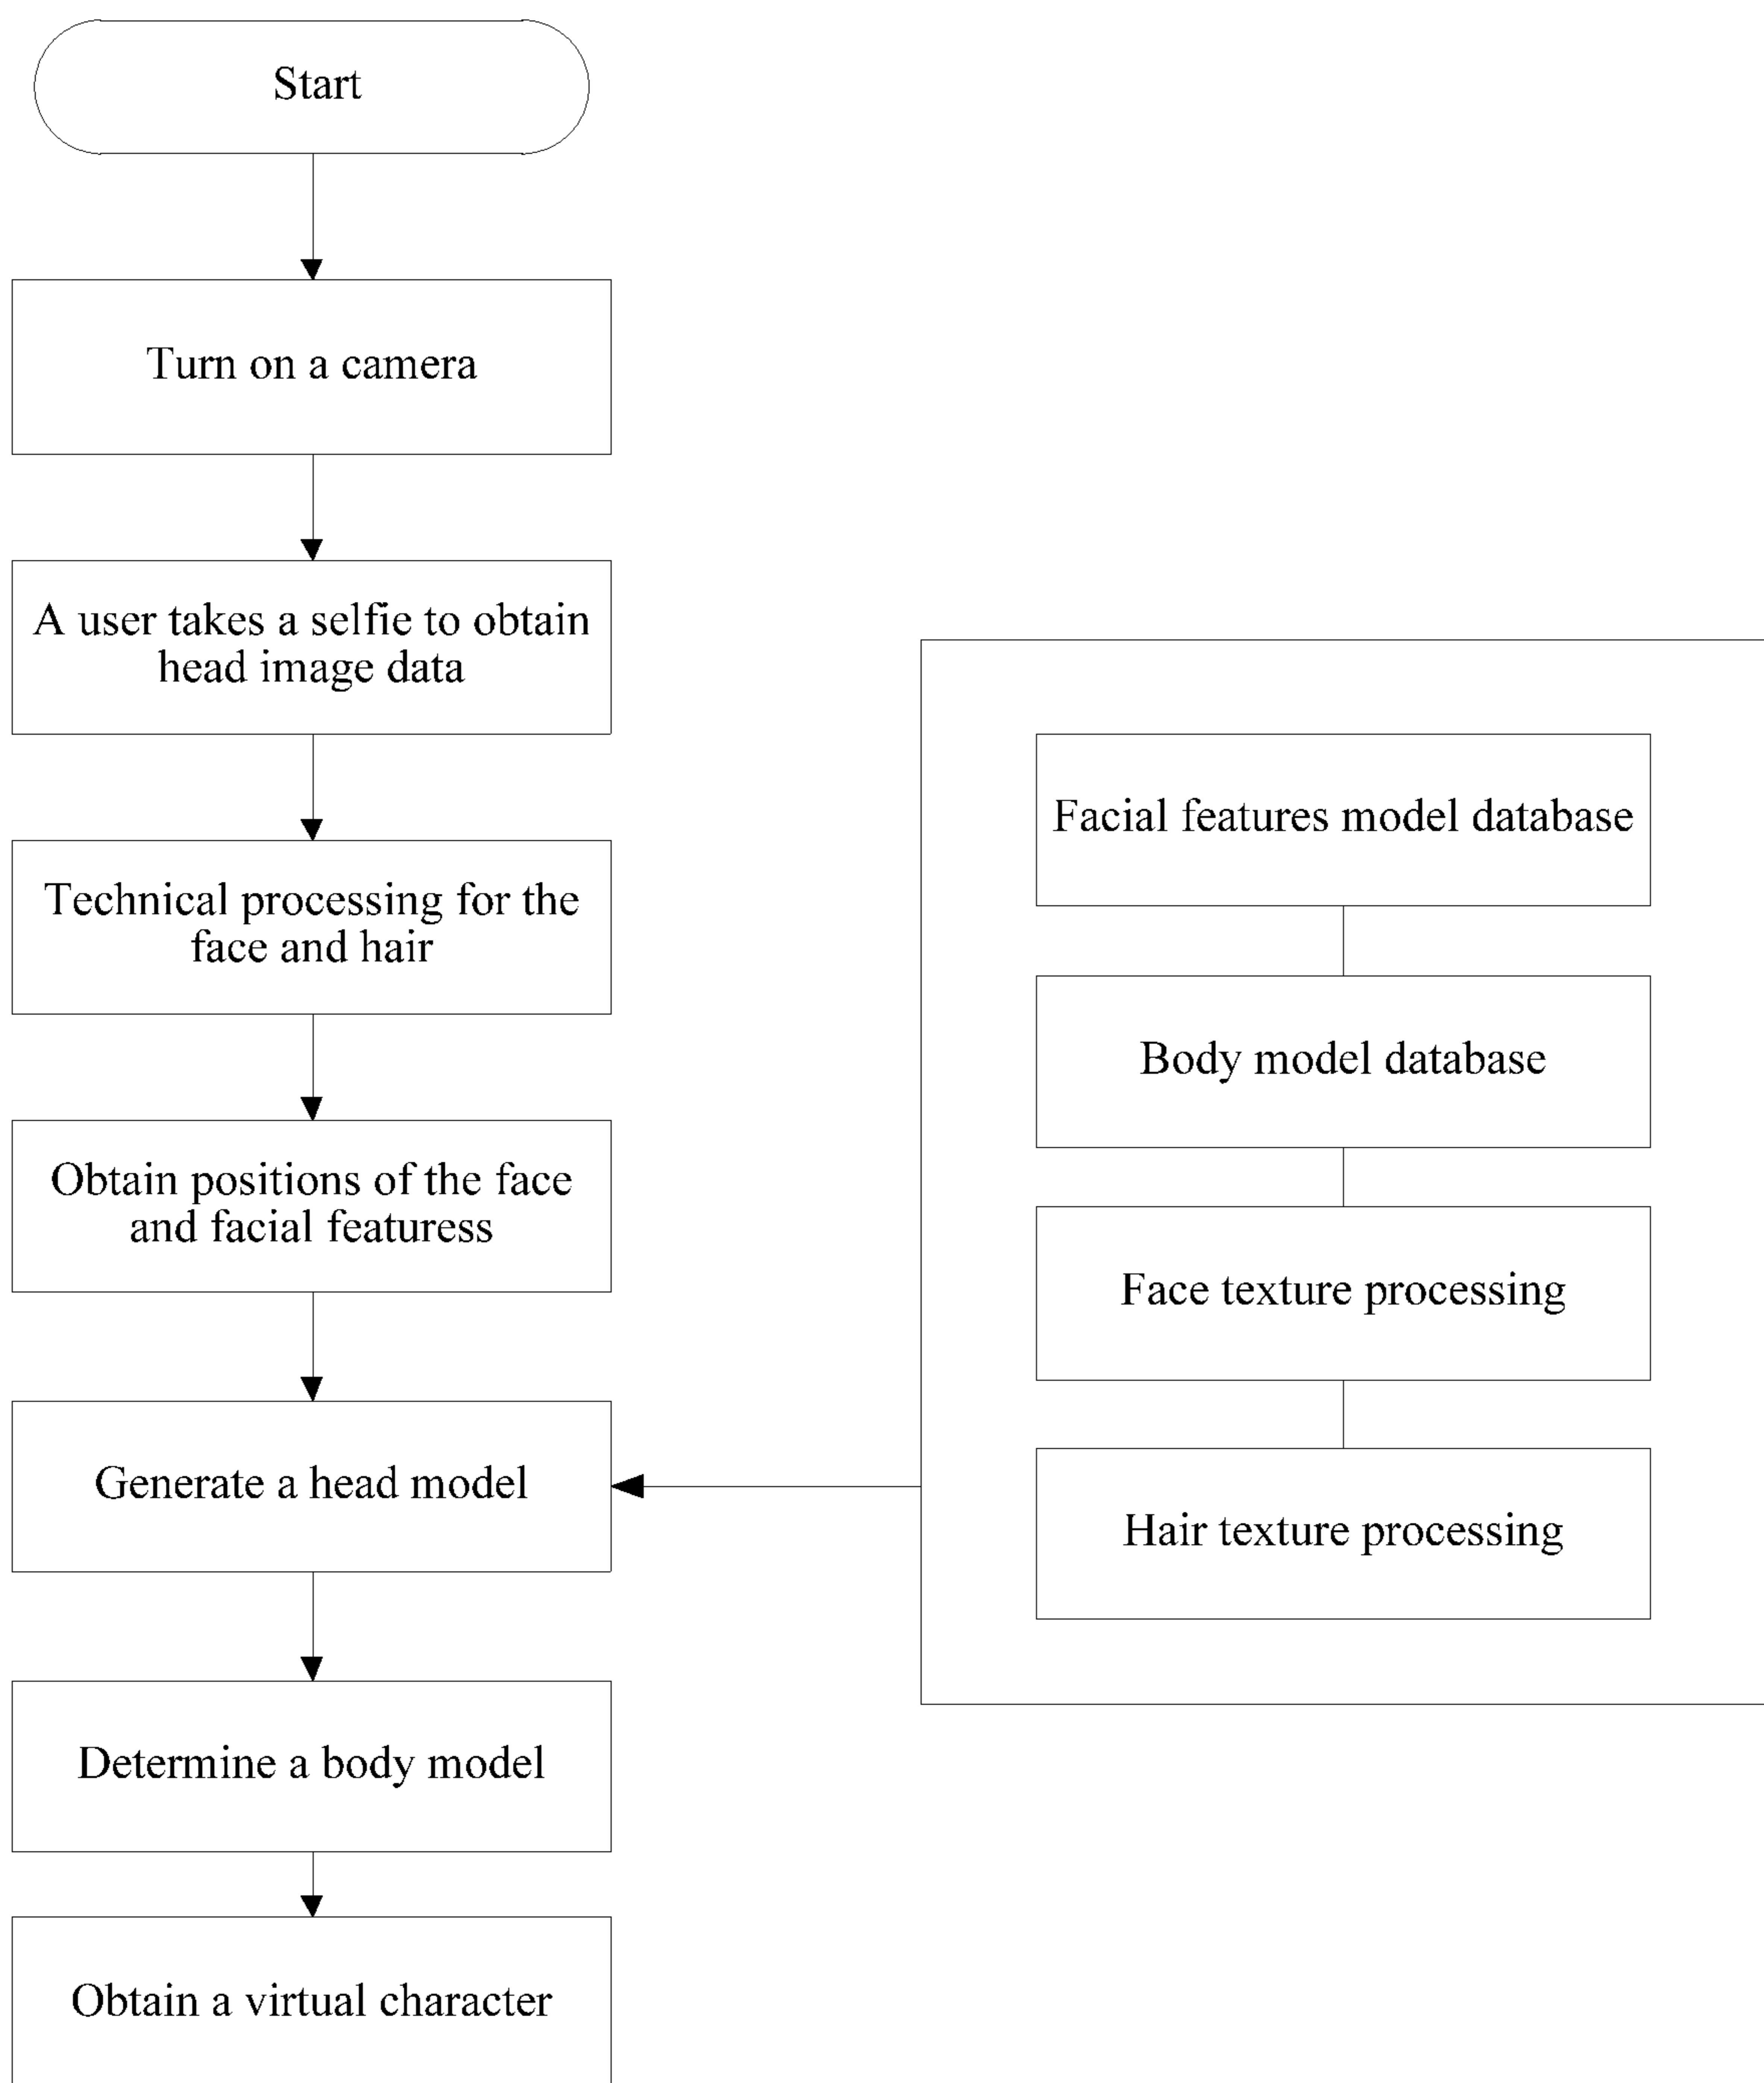 Start
Turn on a camera
A user takes a selfie to obtain
head image data
Technical processing for the
face and hair
Obtain positions of the face
and facial featuress
Generate a head model
Determine a body model
Obtain a virtual character
Facial features model database
Body model database
Face texture processing
Hair texture processing